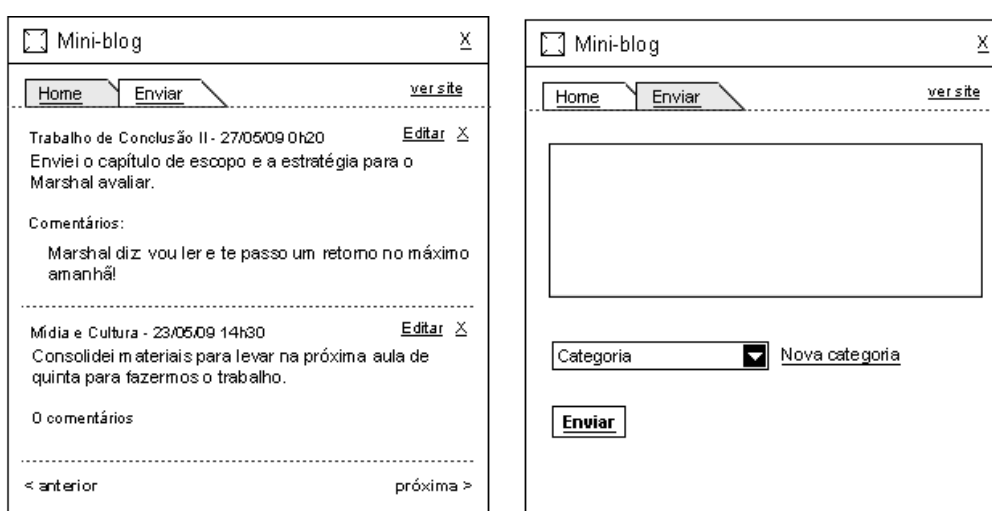 Mini-blog X
Home Enviar ver site
Trabalho de Conclusão II - 27/05/09 0h20 Editar X
Enviei o capítulo de escopo e a estratégia para o
Marshal avaliar.
Comentários:
Marshal diz: vou ler e te passo um retorno no máximo
amanhã!
Mídia e Cultura - 23/05/09 14h30 Editar X
Consolidei materiais para levar na próxima aula de
quinta para fazermos o trabalho.
0 comentários
< anterior próxima >
Mini-blog X
Home Enviar ver site
Categoria Nova categoria
Enviar